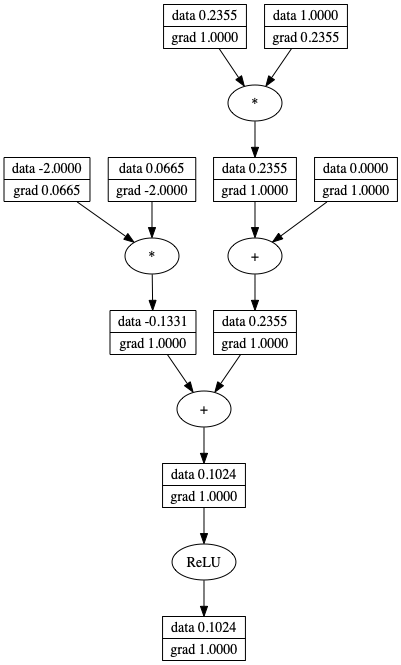 data 0.2355
grad 1.0000
data 1.0000
grad 0.2355
*
data -2.0000
grad 0.0665
data 0.0665
grad -2.0000
data 0.2355
grad 1.0000
data 0.0000
grad 1.0000
*
+
data -0.1331
grad 1.0000
data 0.2355
grad 1.0000
+
data 0.1024
grad 1.0000
ReLU
data 0.1024
grad 1.0000